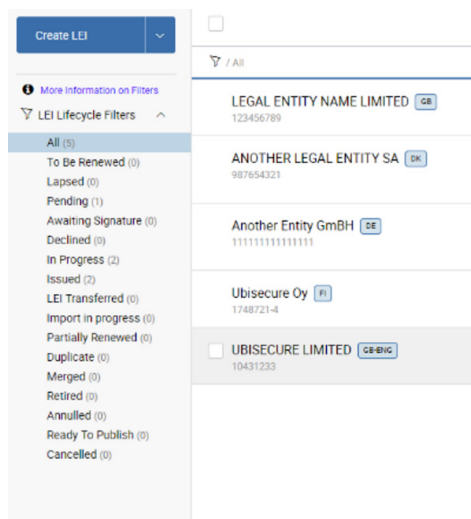 Create LEI
/ All
More Information on Filters
LEI Lifecycle Filters
All (5)
To Be Renewed (0)
Lapsed (0)
Pending (1)
Awaiting Signature (0)
Declined (0)
In Progress (2)
Issued (2)
LEI Transferred (0)
Import in progress (0)
Partially Renewed (0)
Duplicate (0)
Merged (0)
Retired (0)
Annulled (0)
Ready To Publish (0)
Cancelled (0)
LEGAL ENTITY NAME LIMITED GB
123456789
ANOTHER LEGAL ENTITY SA DK
987654321
Another Entity GmBH DE
111111111111111
Ubisecure Oy FI
1748721-4
UBISECURE LIMITED GB-ENG
10431233